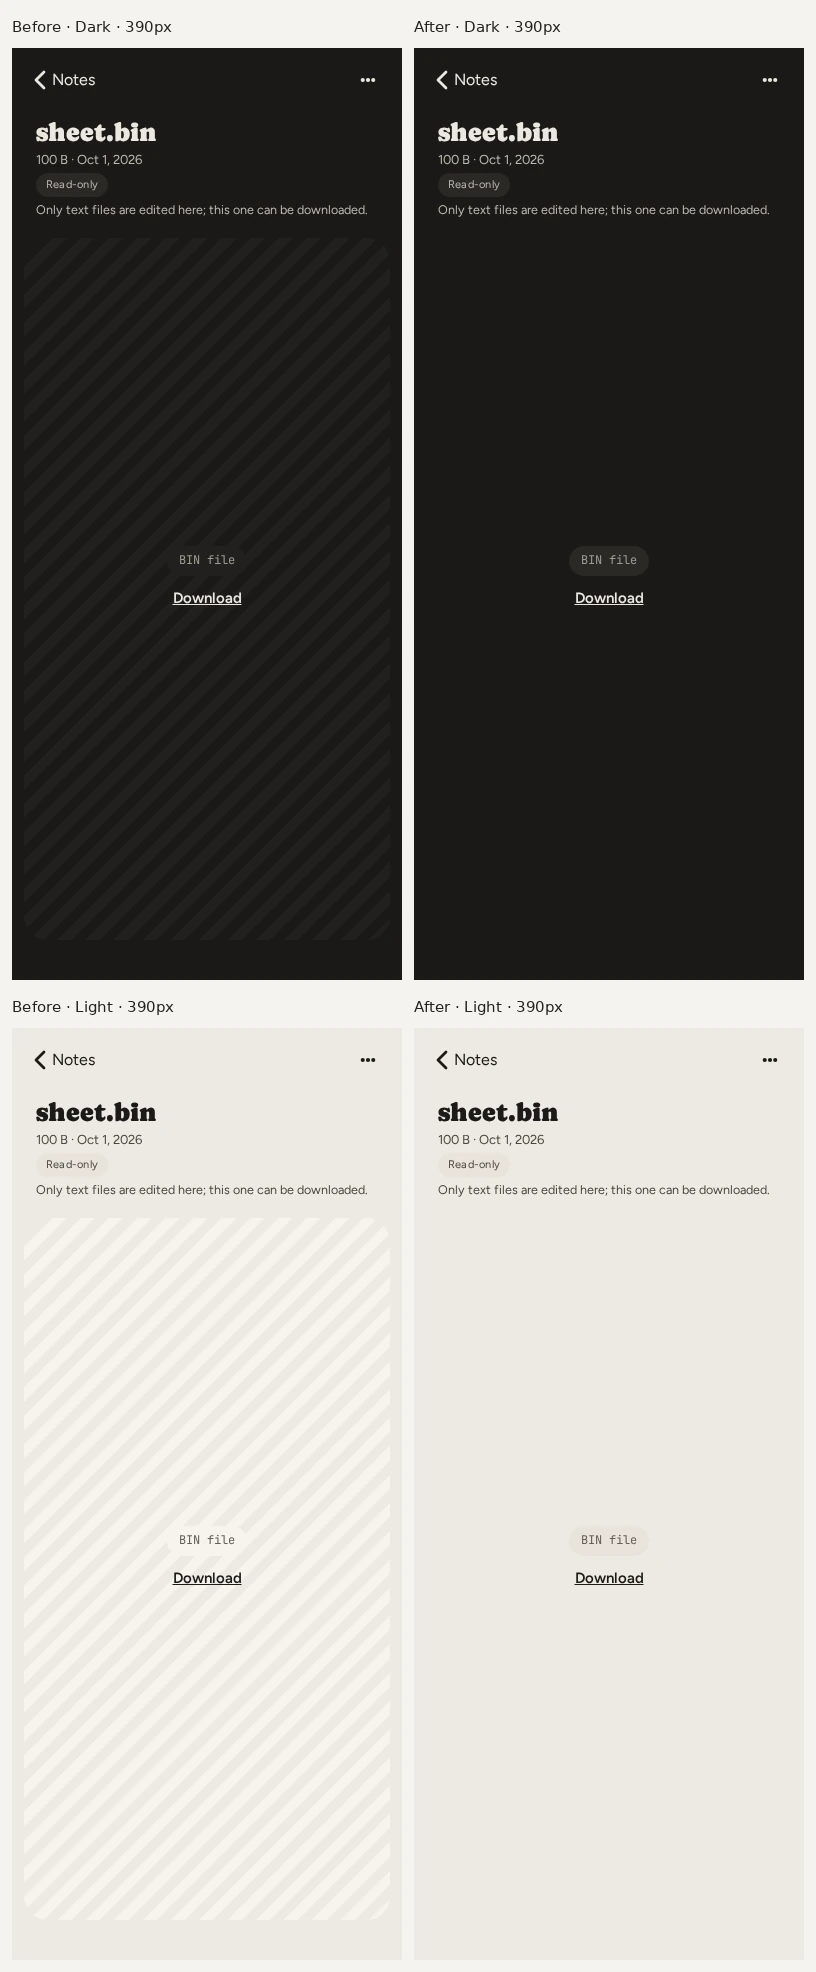 Before · Dark · 390px
Notes
sheet.bin
100 B · Oct 1, 2026
Read-only
Only text files are edited here; this one can be downloaded.
BIN file
Download
After · Dark · 390px
Notes
sheet.bin
100 B · Oct 1, 2026
Read-only
Only text files are edited here; this one can be downloaded.
BIN file
Download
Before · Light · 390px
Notes
sheet.bin
100 B · Oct 1, 2026
Read-only
Only text files are edited here; this one can be downloaded.
BIN file
Download
After · Light · 390px
Notes
sheet.bin
100 B · Oct 1, 2026
Read-only
Only text files are edited here; this one can be downloaded.
BIN file
Download